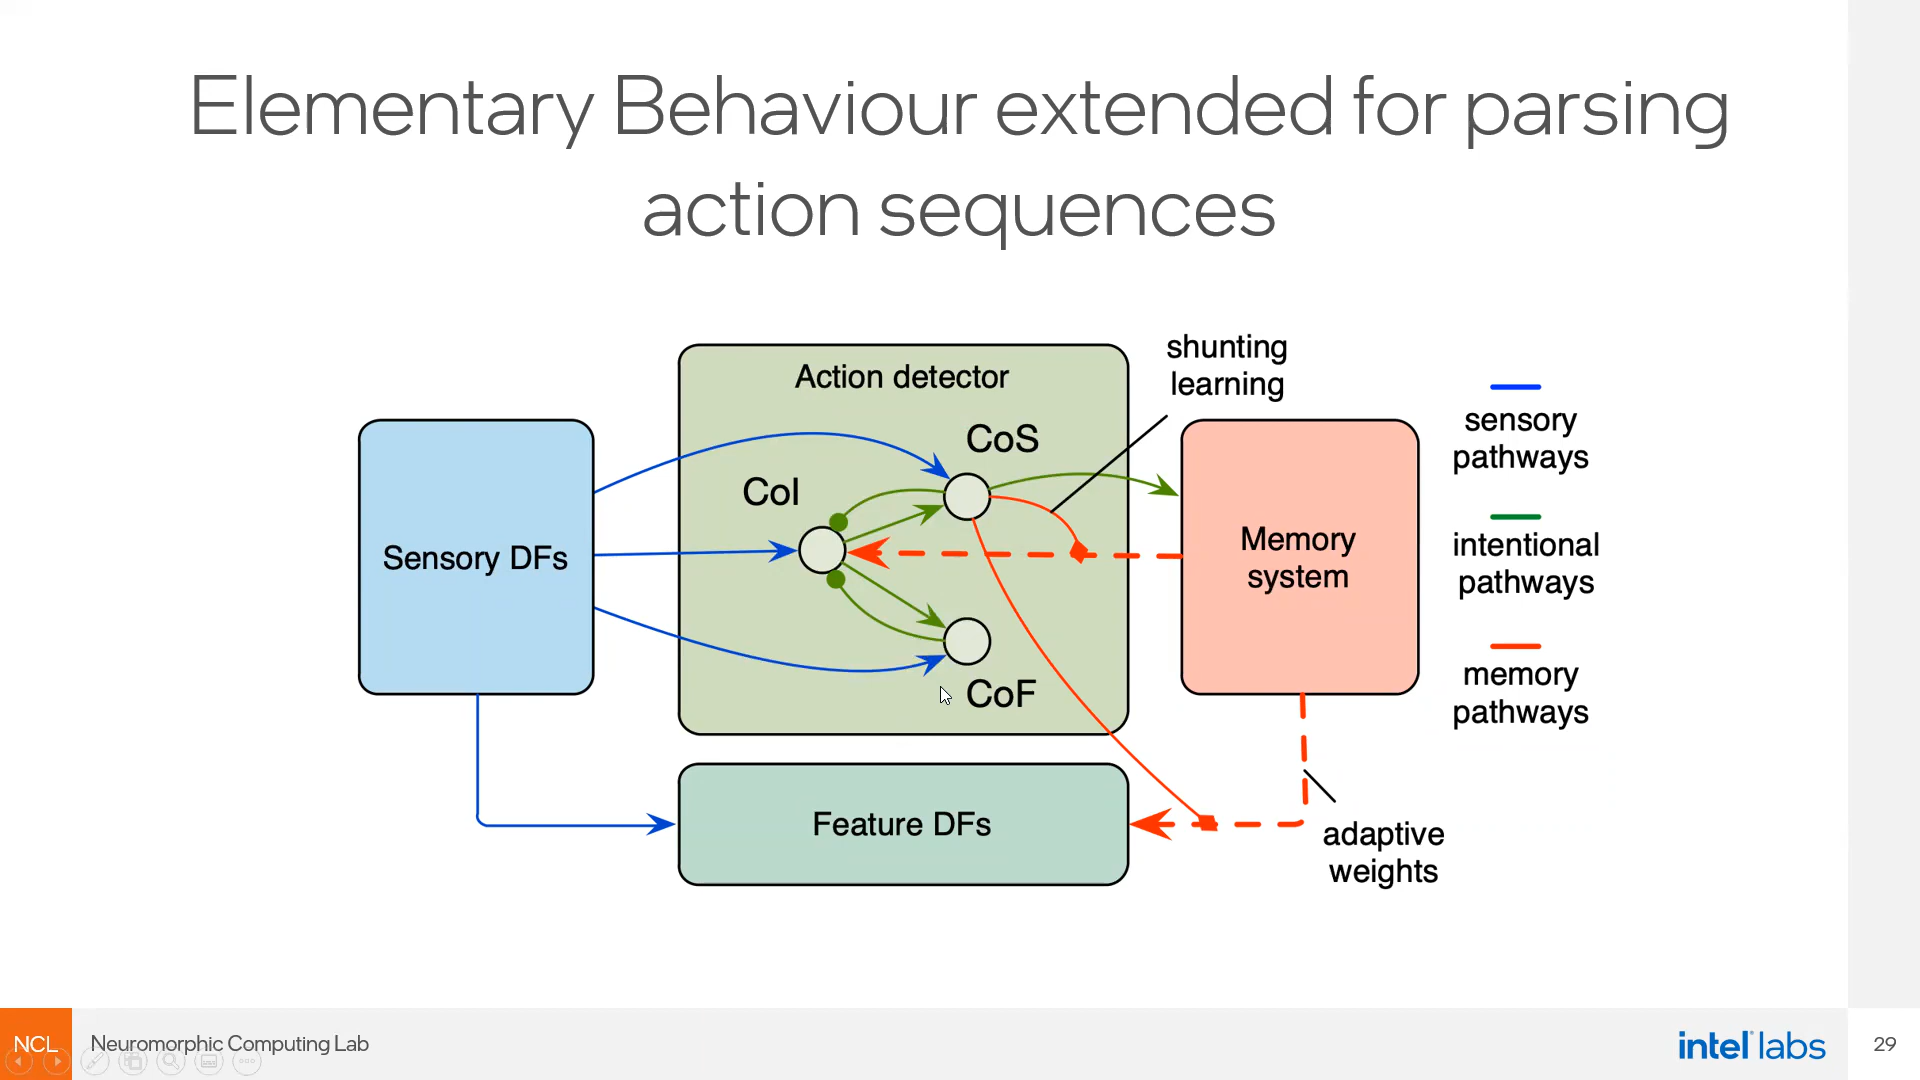 Elementary Behaviour extended for parsing
action sequences
shunting
learning
Action detector
CoS
CoI
Sensory DFs
Memory
system
CoF
Feature DFs
adaptive
weights
sensory
pathways
intentional
pathways
memory
pathways
NCL
Neuromorphic Computing Lab
intel labs
29